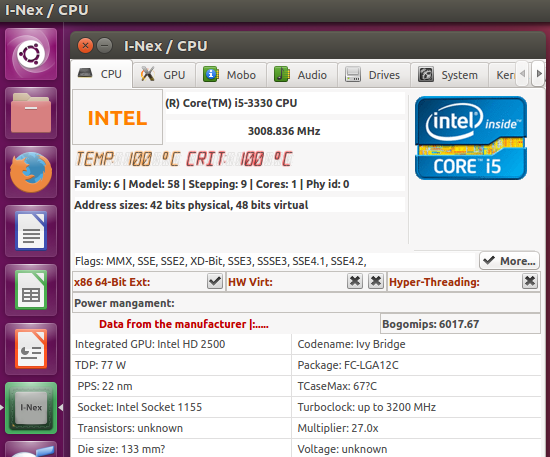 I-Nex / CPU
I-Nex / CPU
CPU GPU Mobo Audio Drives System Kern
INTEL
(R) Core(TM) i5-3330 CPU
3008.836 MHz
TEMP: 100 °C CRIT: 100 °C
intel inside™
CORE™ i5
Family: 6 | Model: 58 | Stepping: 9 | Cores: 1 | Phy id: 0
Address sizes: 42 bits physical, 48 bits virtual
Flags: MMX, SSE, SSE2, XD-Bit, SSE3, SSSE3, SSE4.1, SSE4.2,
More...
x86 64-Bit Ext: HW Virt: Hyper-Threading:
Power mangament:
Data from the manufacturer |:.....
Bogomips: 6017.67
Integrated GPU: Intel HD 2500 Codename: Ivy Bridge
TDP: 77 W Package: FC-LGA12C
PPS: 22 nm TCaseMax: 67?C
Socket: Intel Socket 1155 Turboclock: up to 3200 MHz
Transistors: unknown Multiplier: 27.0x
Die size: 133 mm? Voltage: unknown
I-Nex